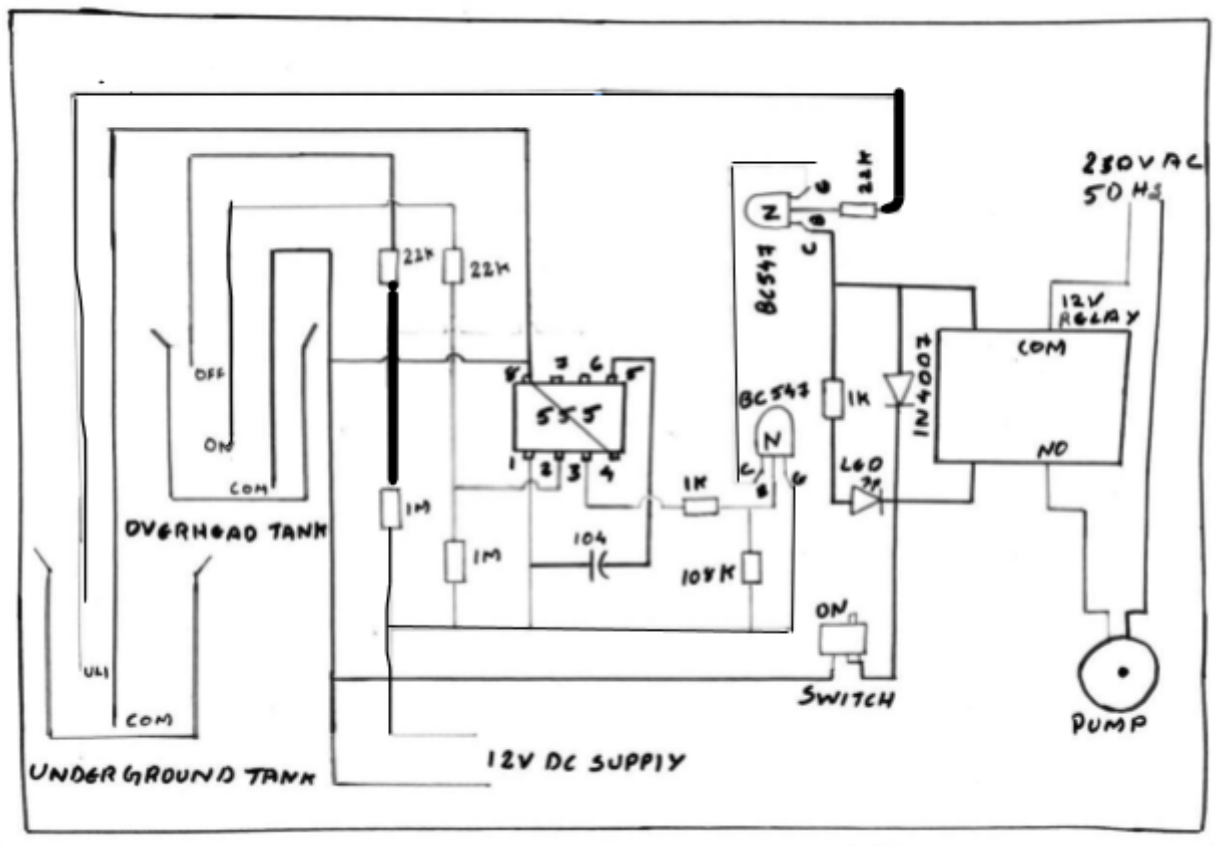 230VAC
50 Hz
22K
E
B
C
N
BC547
22K
22K
12V
RELAY
COM
NO
IN4007
8 7 6 5
555
1 2 3 4
BC547
N
C
B
E
1K
LED
OFF
ON
COM
OVERHEAD TANK
1M
1M
104
1K
108K
ON
SWITCH
UL1
COM
UNDERGROUND TANK
12V DC SUPPLY
PUMP